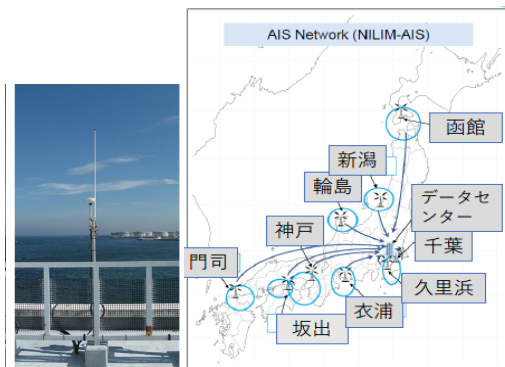 AIS Network (NILIM-AIS)
函館
新潟
輪島
データセ
ンター
神戸
千葉
門司
久里浜
衣浦
坂出